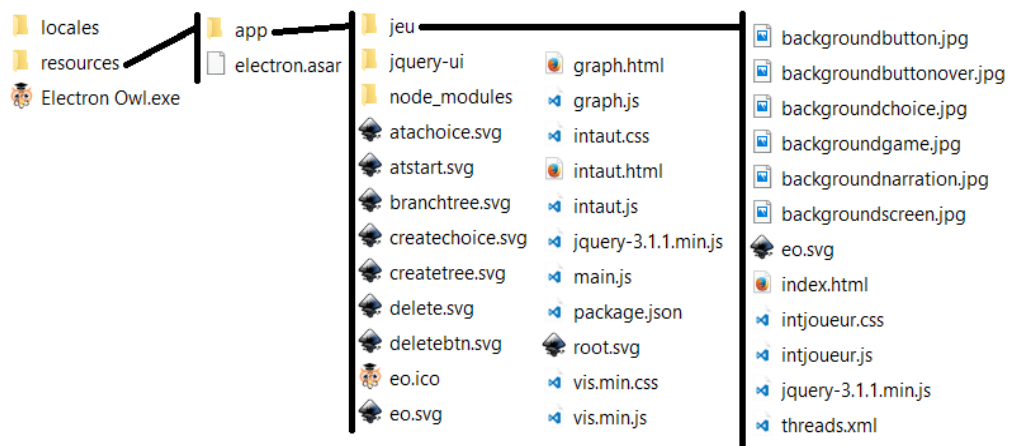 locales
resources
Electron Owl.exe
app
electron.asar
jeu
jquery-ui
node_modules
atachoice.svg
atstart.svg
branchtree.svg
createchoice.svg
createtree.svg
delete.svg
deletebtn.svg
eo.ico
eo.svg
graph.html
graph.js
intaut.css
intaut.html
intaut.js
jquery-3.1.1.min.js
main.js
package.json
root.svg
vis.min.css
vis.min.js
backgroundbutton.jpg
backgroundbuttonover.jpg
backgroundchoice.jpg
backgroundgame.jpg
backgroundnarration.jpg
backgroundscreen.jpg
eo.svg
index.html
intjoueur.css
intjoueur.js
jquery-3.1.1.min.js
threads.xml